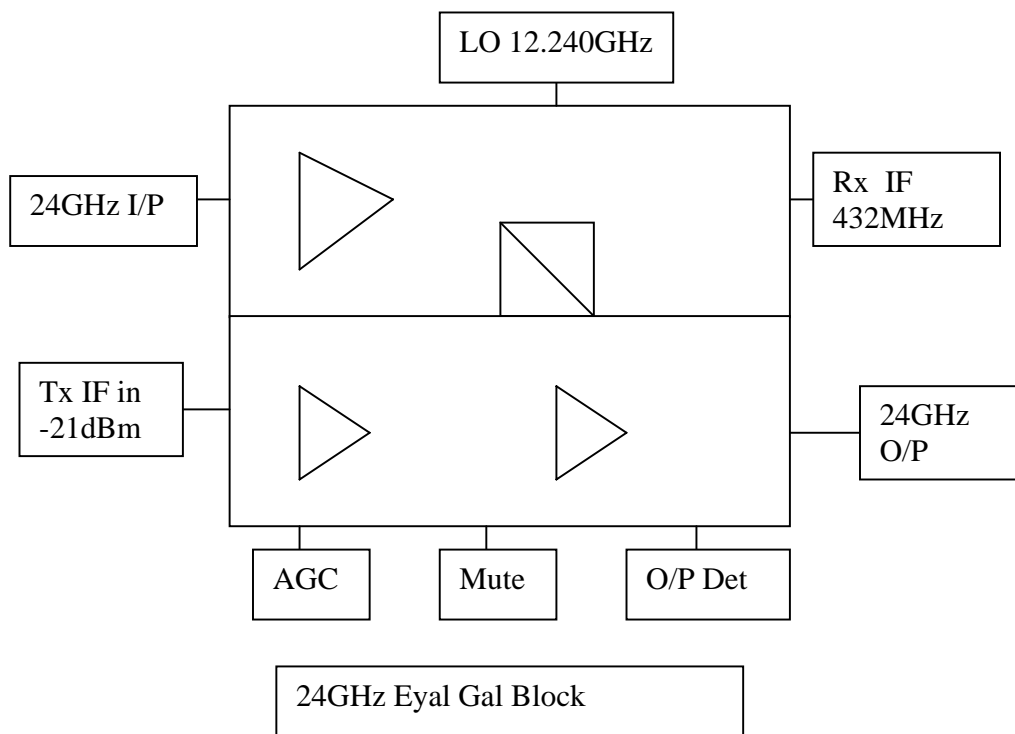 LO 12.240GHz
24GHz I/P
Rx  IF
432MHz
Tx IF in
-21dBm
24GHz
O/P
AGC
Mute
O/P Det
24GHz Eyal Gal Block